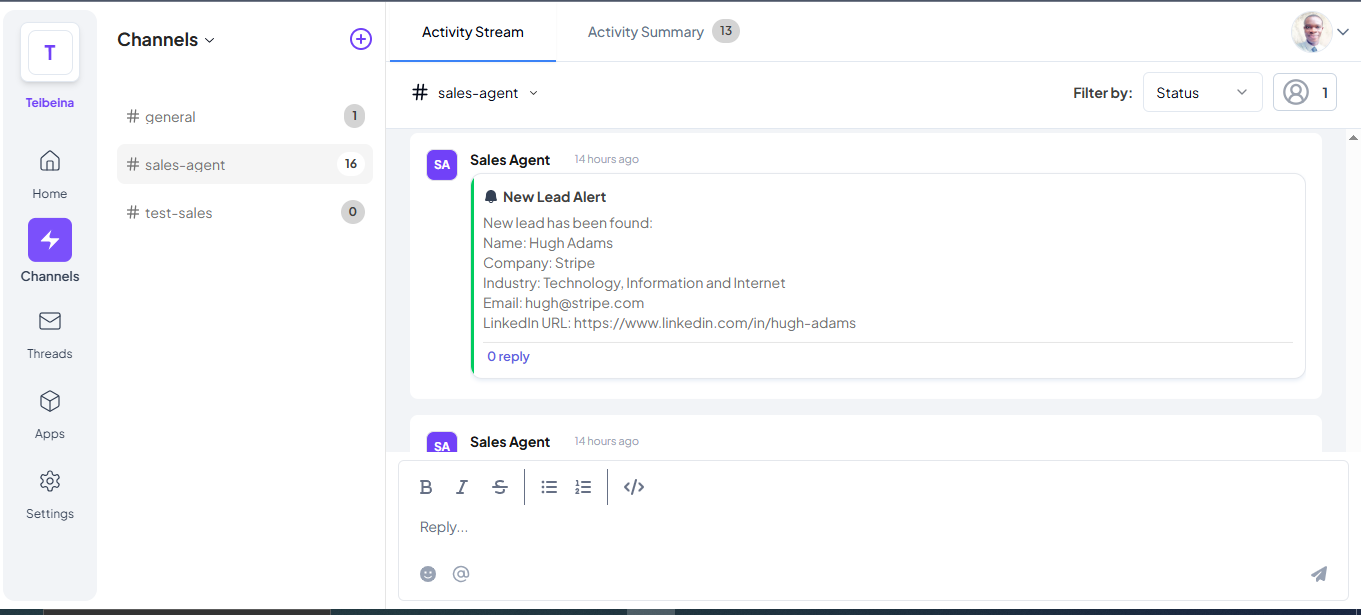 T
Teibeina
Home
Channels
Threads
Apps
Settings
Channels
# general 1
# sales-agent 16
# test-sales 0
Activity Stream
Activity Summary 13
# sales-agent
Filter by:
Status
1
SA
Sales Agent 14 hours ago
New Lead Alert
New lead has been found:
Name: Hugh Adams
Company: Stripe
Industry: Technology, Information and Internet
Email: hugh@stripe.com
LinkedIn URL: https://www.linkedin.com/in/hugh-adams
0 reply
SA
Sales Agent 14 hours ago
B I S </>
Reply...
@